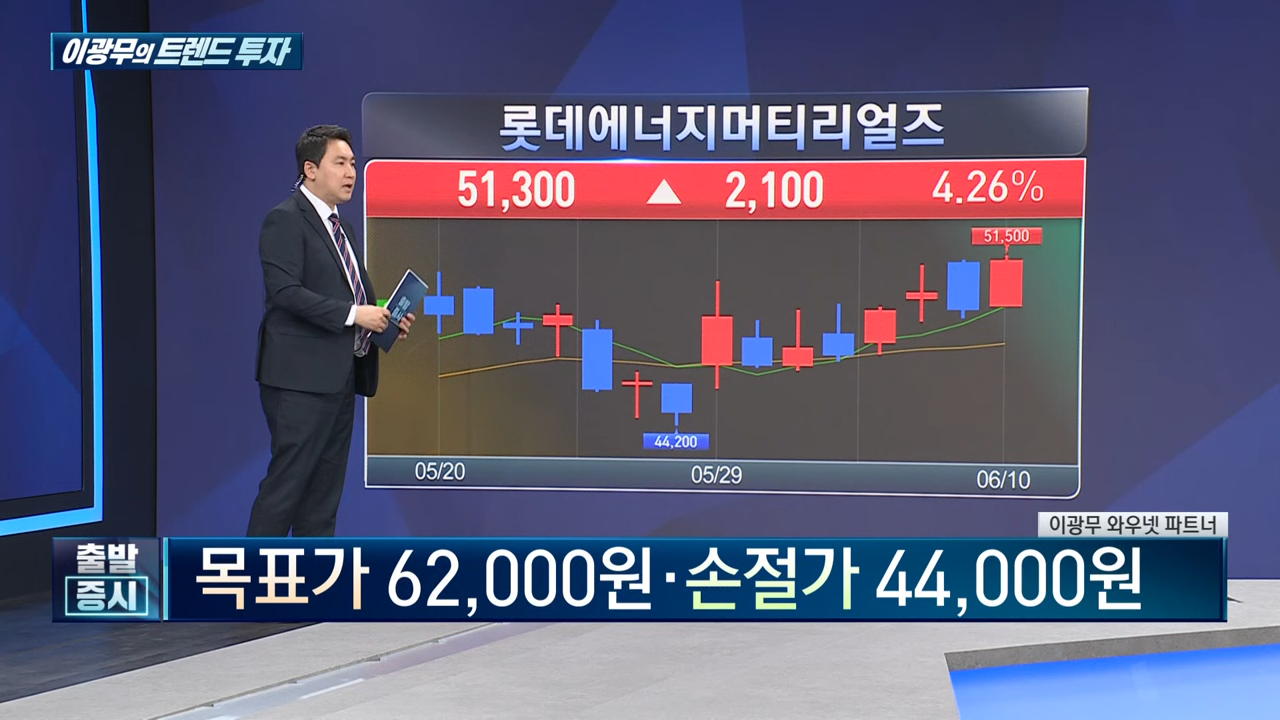 이광무의 트렌드 투자
롯데에너지머티리얼즈
51,300 ▲ 2,100 4.26%
51,500
44,200
05/20 05/29 06/10
이광무 와우넷 파트너
출발
증시
목표가 62,000원·손절가 44,000원